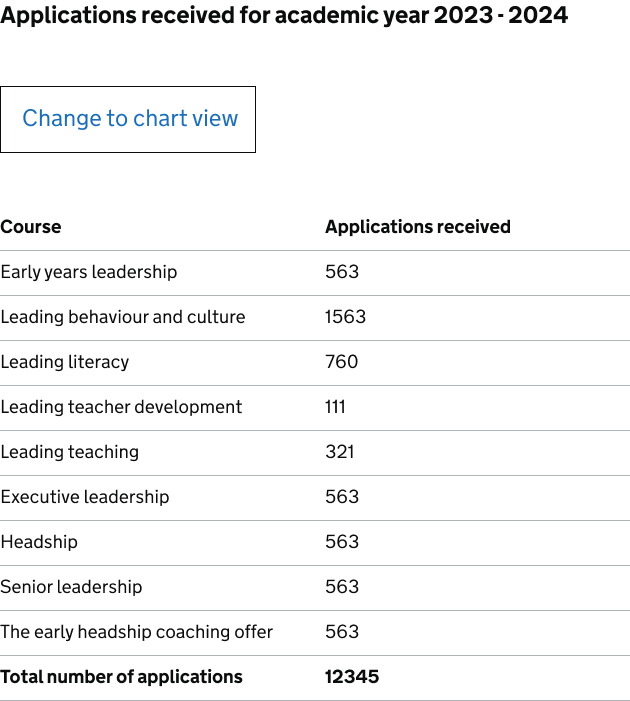 Applications received for academic year 2023 - 2024
Change to chart view
Course Applications received
Early years leadership 563
Leading behaviour and culture 1563
Leading literacy 760
Leading teacher development 111
Leading teaching 321
Executive leadership 563
Headship 563
Senior leadership 563
The early headship coaching offer 563
Total number of applications 12345